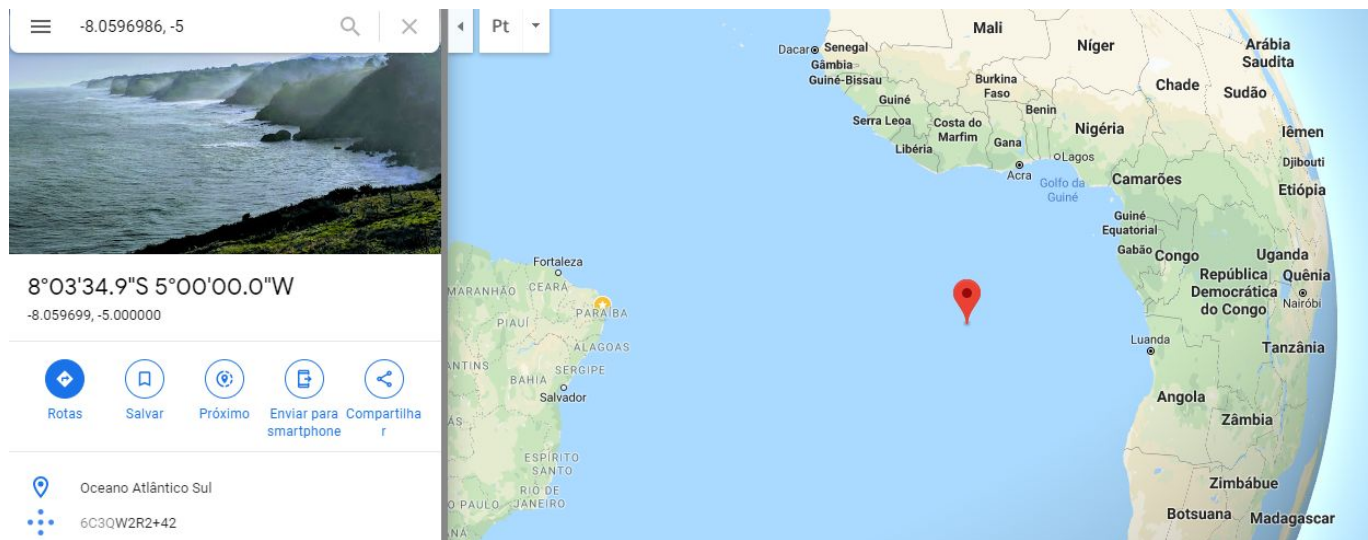 -8.0596986, -5
8°03'34.9"S 5°00'00.0"W
-8.059699, -5.000000
Rotas
Salvar
Próximo
Enviar para
smartphone
Compartilha
r
Oceano Atlântico Sul
6C3QW2R2+42
Pt
Mali
Níger
Arábia
Saudita
Dacar
Senegal
Gâmbia
Guiné-Bissau
Burkina
Faso
Chade
Sudão
Guiné
Benin
Serra Leoa
Costa do
Marfim
Gana
Nigéria
Iêmen
Libéria
Lagos
Djibouti
Acra
Golfo da
Guiné
Camarões
Etiópia
Guiné
Equatorial
Gabão
Congo
Uganda
República
Democrática
do Congo
Quênia
Nairóbi
Fortaleza
MARANHÃO
CEARÁ
PARAÍBA
PIAUÍ
ALAGOAS
Luanda
Tanzânia
ANTINS
SERGIPE
BAHIA
Salvador
Angola
ÁS
Zâmbia
ESPÍRITO
SANTO
RIO DE
JANEIRO
O PAULO
Zimbábue
Botsuana
Madagascar
NÁ